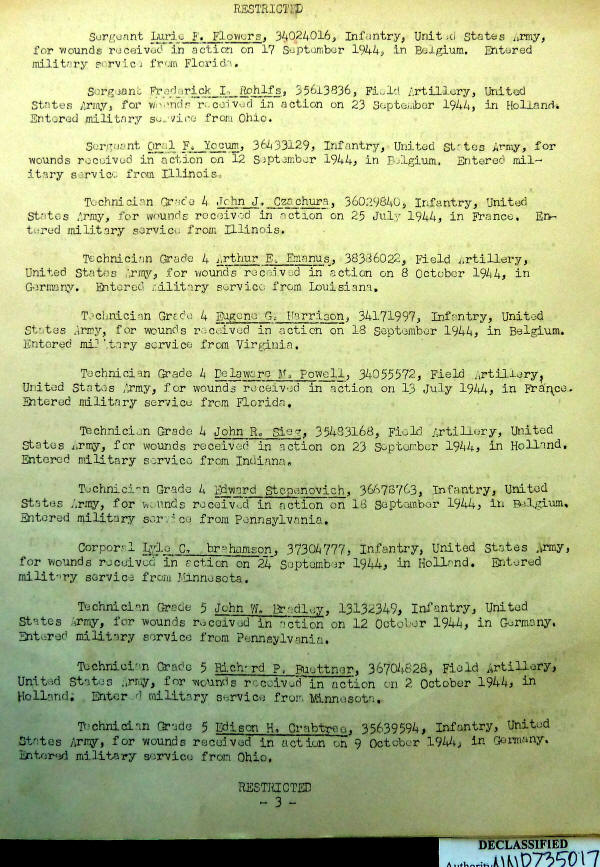 RESTRICTED
Sergeant Lurie F. Flowers, 34024016, Infantry, United States Army,
for wounds received in action on 17 September 1944, in Belgium. Entered
military service from Florida.
Sergeant Frederick I. Rohlfs, 35613836, Field Artillery, United
States Army, for wounds received in action on 23 September 1944, in Holland.
Entered military service from Ohio.
Sergeant Oral F. Yocum, 36433129, Infantry, United States Army, for
wounds received in action on 12 September 1944, in Belgium. Entered mil-
itary service from Illinois.
Technician Grade 4 John J. Czachura, 36029840, Infantry, United
States Army, for wounds received in action on 25 July 1944, in France. En-
tered military service from Illinois.
Technician Grade 4 Arthur E. Emanus, 38386022, Field Artillery,
United States Army, for wounds received in action on 8 October 1944, in
Germany. Entered military service from Louisiana.
Technician Grade 4 Eugene G. Harrison, 34171997, Infantry, United
States Army, for wounds received in action on 18 September 1944, in Belgium.
Entered military service from Virginia.
Technician Grade 4 Delaware M. Powell, 34055572, Field Artillery,
United States Army, for wounds received in action on 13 July 1944, in France.
Entered military service from Florida.
Technician Grade 4 John R. Sieg, 35483168, Field Artillery, United
States Army, for wounds received in action on 23 September 1944, in Holland.
Entered military service from Indiana.
Technician Grade 4 Edward Stepenovich, 36678763, Infantry, United
States Army, for wounds received in action on 18 September 1944, in Belgium.
Entered military service from Pennsylvania.
Corporal Lyle C. brahamson, 37304777, Infantry, United States Army,
for wounds received in action on 24 September 1944, in Holland. Entered
military service from Minnesota.
Technician Grade 5 John W. Bradley, 13132349, Infantry, United
States Army, for wounds received in action on 12 October 1944, in Germany.
Entered military service from Pennsylvania.
Technician Grade 5 Richard P. Buettner, 36704828, Field Artillery,
United States Army, for wounds received in action on 2 October 1944, in
Holland. Entered military service from Minnesota.
Technician Grade 5 Edison H. Crabtree, 35639594, Infantry, United
States Army, for wounds received in action on 9 October 1944, in Germany.
Entered military service from Ohio.
RESTRICTED
- 3 -
DECLASSIFIED
Authority NND735017